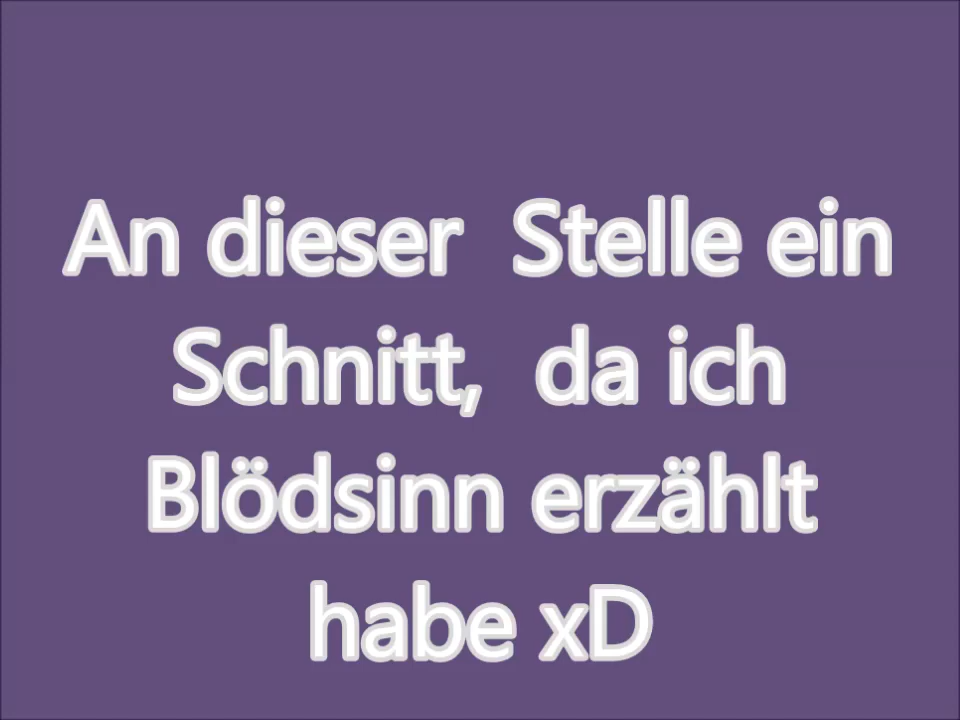 An dieser  Stelle ein
Schnitt,  da ich
Blödsinn erzählt
habe xD